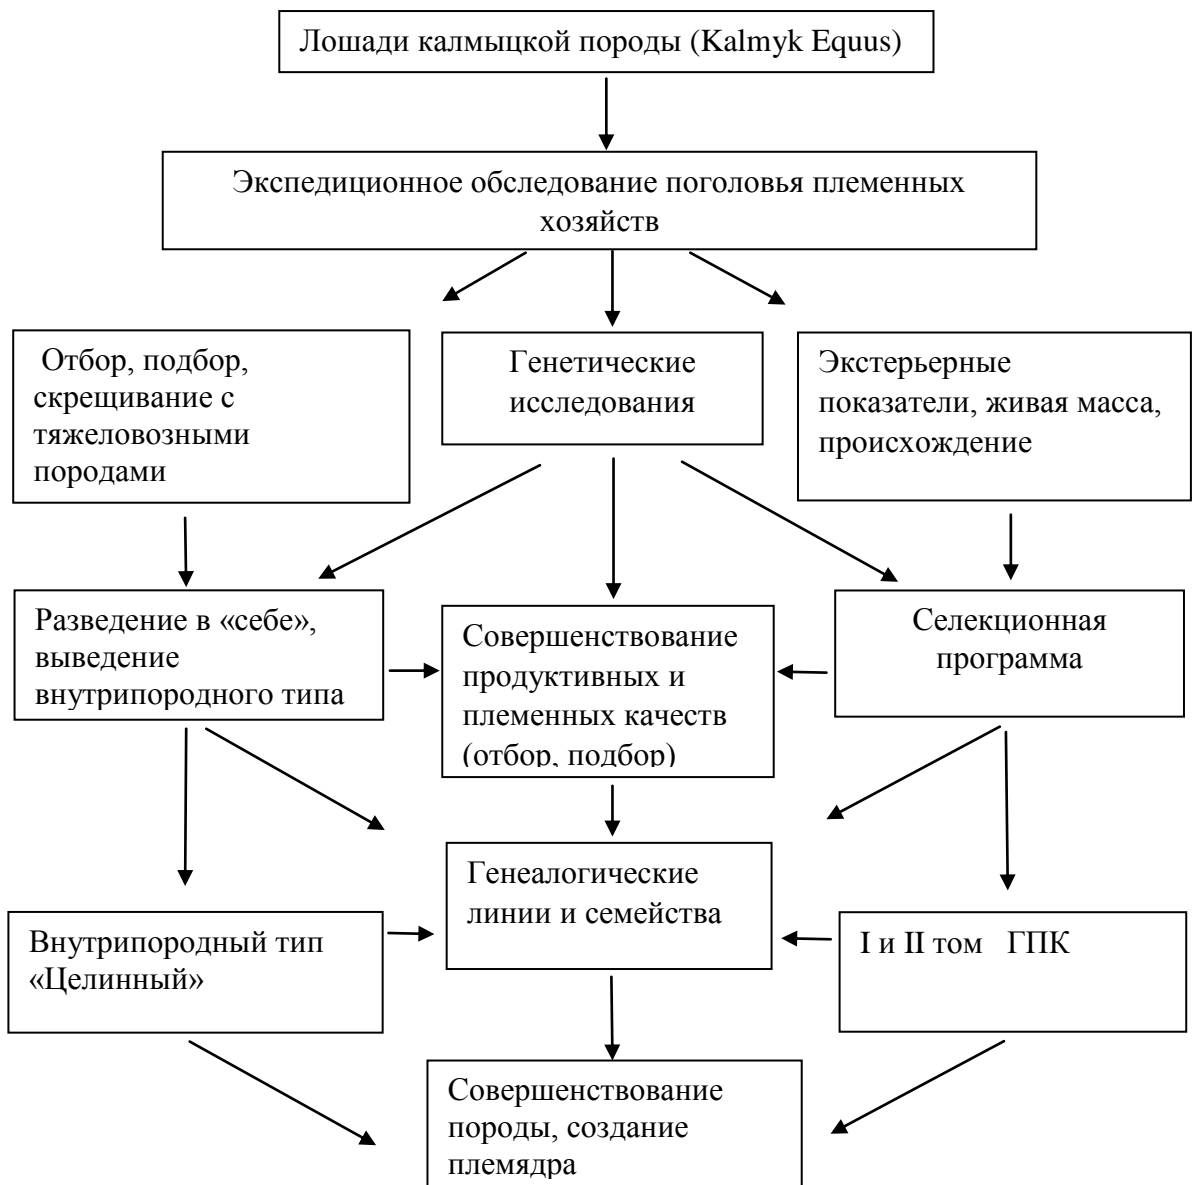 Лошади калмыцкой породы (Kalmyk Equus)
Экспедиционное обследование поголовья племенных
хозяйств
Отбор, подбор,
скрещивание с
тяжеловозными
породами
Генетические
исследования
Экстерьерные
показатели, живая масса,
происхождение
Разведение в «себе»,
выведение
внутрипородного типа
Совершенствование
продуктивных и
племенных качеств
(отбор, подбор)
Селекционная
программа
Внутрипородный тип
«Целинный»
Генеалогические
линии и семейства
I и II том ГПК
Совершенствование
породы, создание
племядра